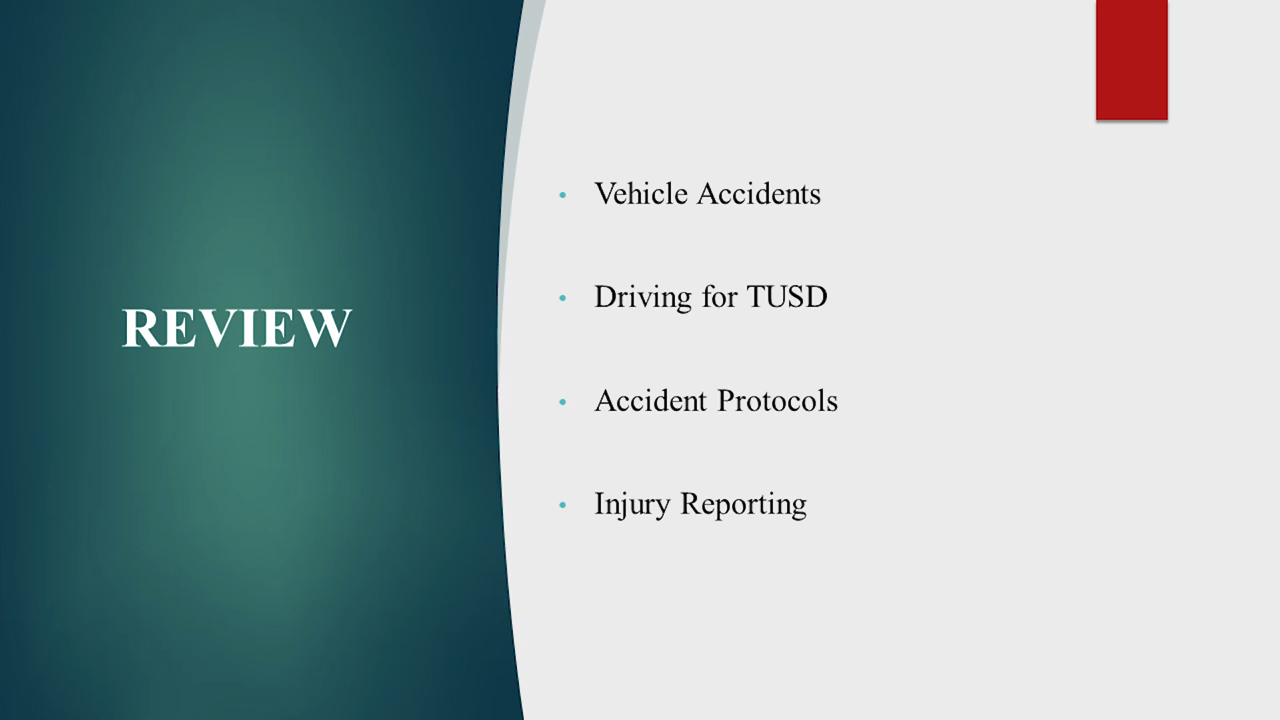 REVIEW
• Vehicle Accidents
• Driving for TUSD
• Accident Protocols
• Injury Reporting